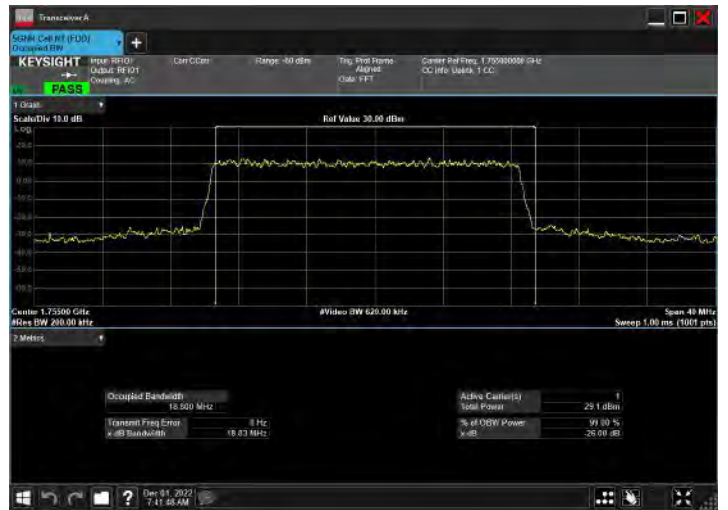 Transceiver A
5GNR Cell N1 (FDD)
Occupied BW
KEYSIGHT
Input: RFIO1
Output: RFIO1
Coupling: AC
Corr CCorr
Range: -60 dBm
Trig: Prot Frame
Aligned
Gate: FFT
Carrier Ref Freq, 1.755000000 GHz
CC Info: Uplink, 1 CC
PASS
1 Graph
Scale/Div 10.0 dB
Ref Value 30.00 dBm
Log
Center 1.75500 GHz
#Video BW 620.00 kHz
Span 40 MHz
#Res BW 200.00 kHz
Sweep 1.00 ms (1001 pts)
2 Metrics
Occupied Bandwidth
18.800 MHz
Transmit Freq Error
0 Hz
x dB Bandwidth
18.83 MHz
Active Carrier(s)
1
Total Power
29.1 dBm
% of OBW Power
99.00 %
x dB
-26.00 dB
Dec 01, 2022
7:41:48 AM